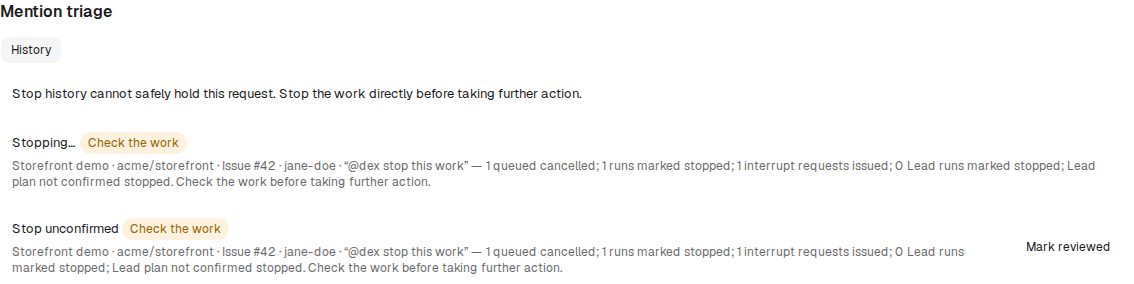 Mention triage
History
Stop history cannot safely hold this request. Stop the work directly before taking further action.
Stopping… Check the work
Storefront demo · acme/storefront · Issue #42 · jane-doe · “@dex stop this work” — 1 queued cancelled; 1 runs marked stopped; 1 interrupt requests issued; 0 Lead runs marked stopped; Lead
plan not confirmed stopped. Check the work before taking further action.
Stop unconfirmed Check the work
Storefront demo · acme/storefront · Issue #42 · jane-doe · “@dex stop this work” — 1 queued cancelled; 1 runs marked stopped; 1 interrupt requests issued; 0 Lead runs
marked stopped; Lead plan not confirmed stopped. Check the work before taking further action.
Mark reviewed